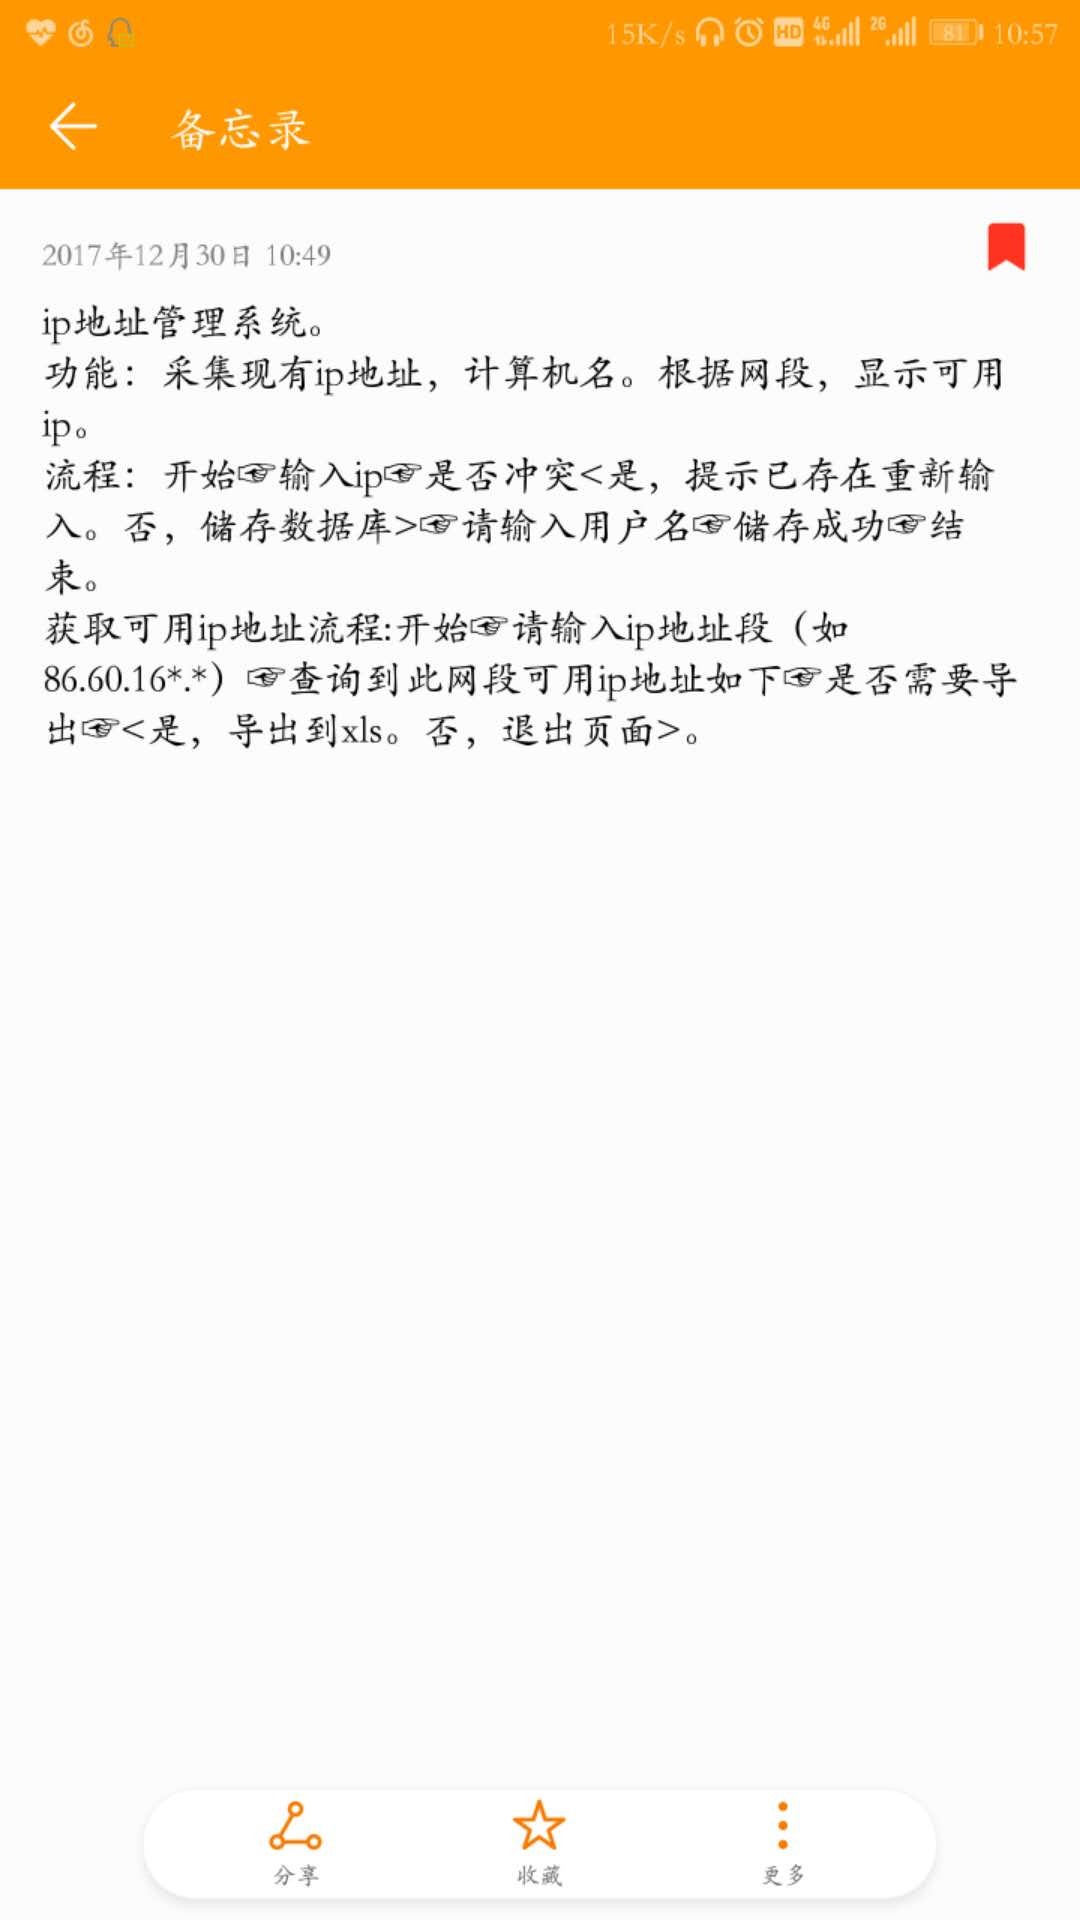 15K/s HD 4G 2G 81 10:57
备忘录
2017年12月30日 10:49
ip地址管理系统。
功能：采集现有ip地址，计算机名。根据网段，显示可用
ip。
流程：开始☞输入ip☞是否冲突<是，提示已存在重新输
入。否，储存数据库>☞请输入用户名☞储存成功☞结
束。
获取可用ip地址流程:开始☞请输入ip地址段（如
86.60.16*.*）☞查询到此网段可用ip地址如下☞是否需要导
出☞<是，导出到xls。否，退出页面>。
分享 收藏 更多